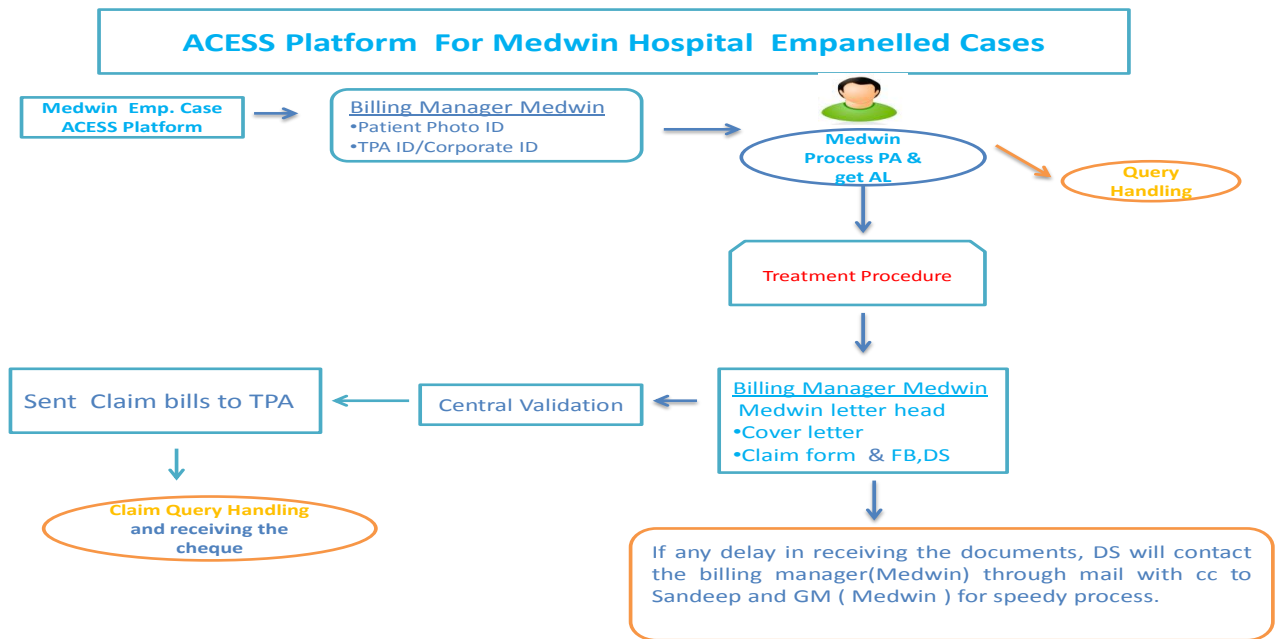 ACESS Platform For Medwin Hospital Empanelled Cases
Medwin Emp. Case
ACESS Platform
Billing Manager Medwin
•Patient Photo ID
•TPA ID/Corporate ID
Medwin
Process PA &
get AL
Query
Handling
Treatment Procedure
Billing Manager Medwin
Medwin letter head
•Cover letter
•Claim form & FB,DS
Central Validation
Sent Claim bills to TPA
Claim Query Handling
and receiving the
cheque
If any delay in receiving the documents, DS will contact
the billing manager(Medwin) through mail with cc to
Sandeep and GM ( Medwin ) for speedy process.